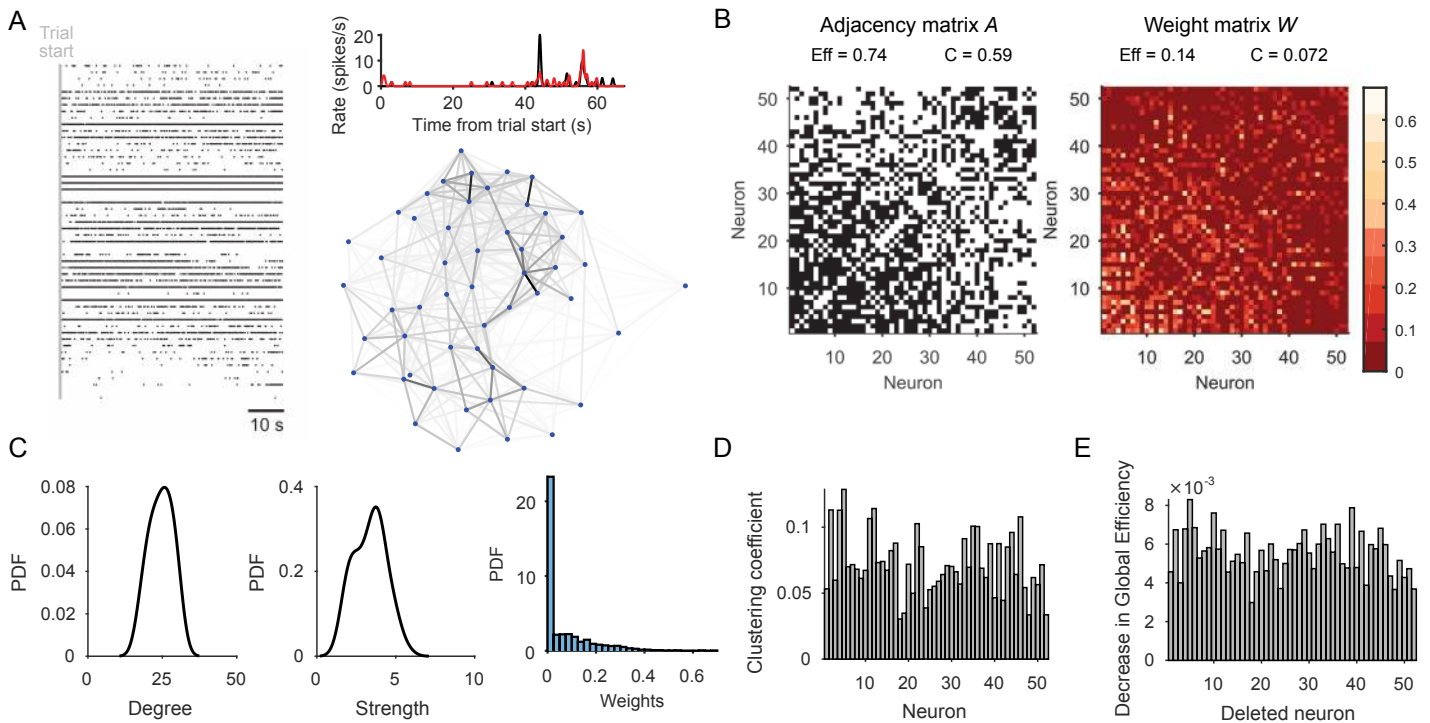 A
Trial
start
10 s
Rate (spikes/s)
20
10
0
0
20
40
60
Time from trial start (s)
B
Adjacency matrix A
Eff = 0.74
C = 0.59
Neuron
50
40
30
20
10
10
20
30
40
50
Neuron
Weight matrix W
Eff = 0.14
C = 0.072
Neuron
50
40
30
20
10
10
20
30
40
50
Neuron
0.6
0.5
0.4
0.3
0.2
0.1
0
C
PDF
0.08
0.06
0.04
0.02
0
0
25
50
Degree
PDF
0.4
0.2
0
0
5
10
Strength
PDF
20
10
0
0
0.2
0.4
0.6
Weights
D
Clustering coefficient
0.1
0.05
0
10
20
30
40
50
Neuron
E
Decrease in Global Efficiency
×10-3
8
6
4
2
0
10
20
30
40
50
Deleted neuron